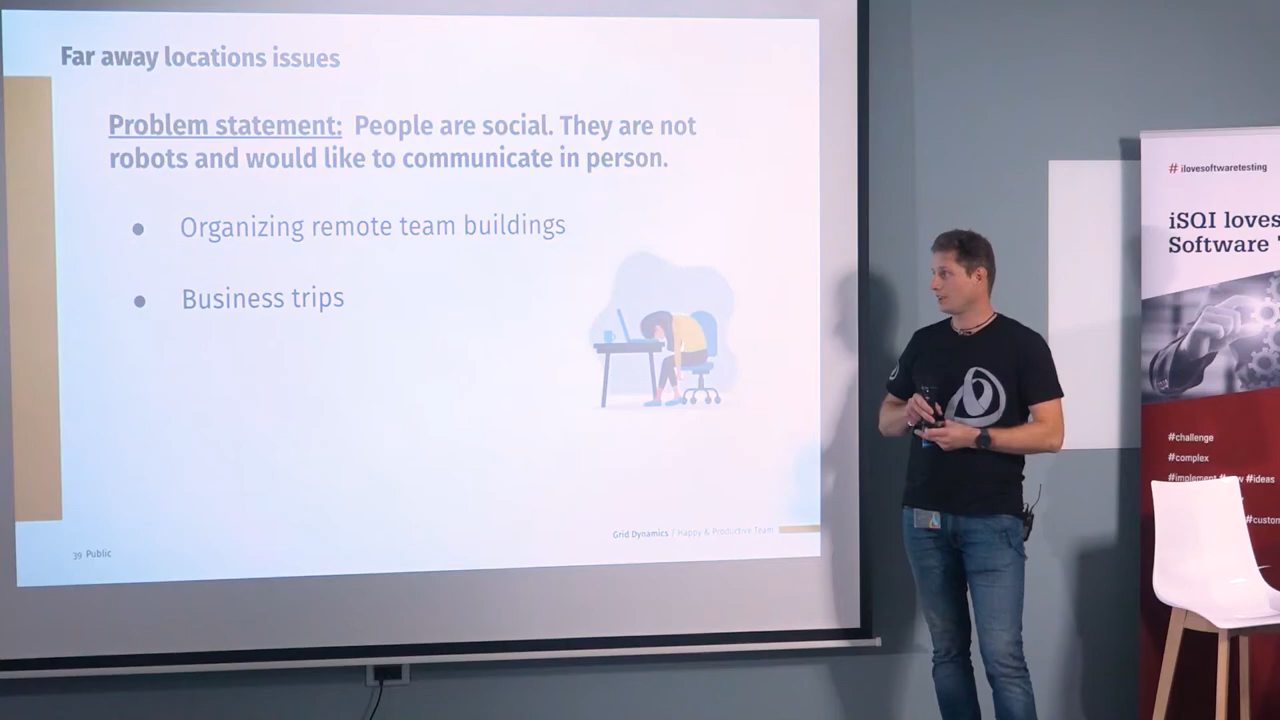 Far away locations issues
Problem statement: People are social. They are not
robots and would like to communicate in person.
● Organizing remote team buildings
● Business trips
Grid Dynamics / Happy & Productive Team
39 Public
# ilovesoftwaretesting
iSQI loves
Software
#challenge
#complex
#implement #new #ideas
#custom